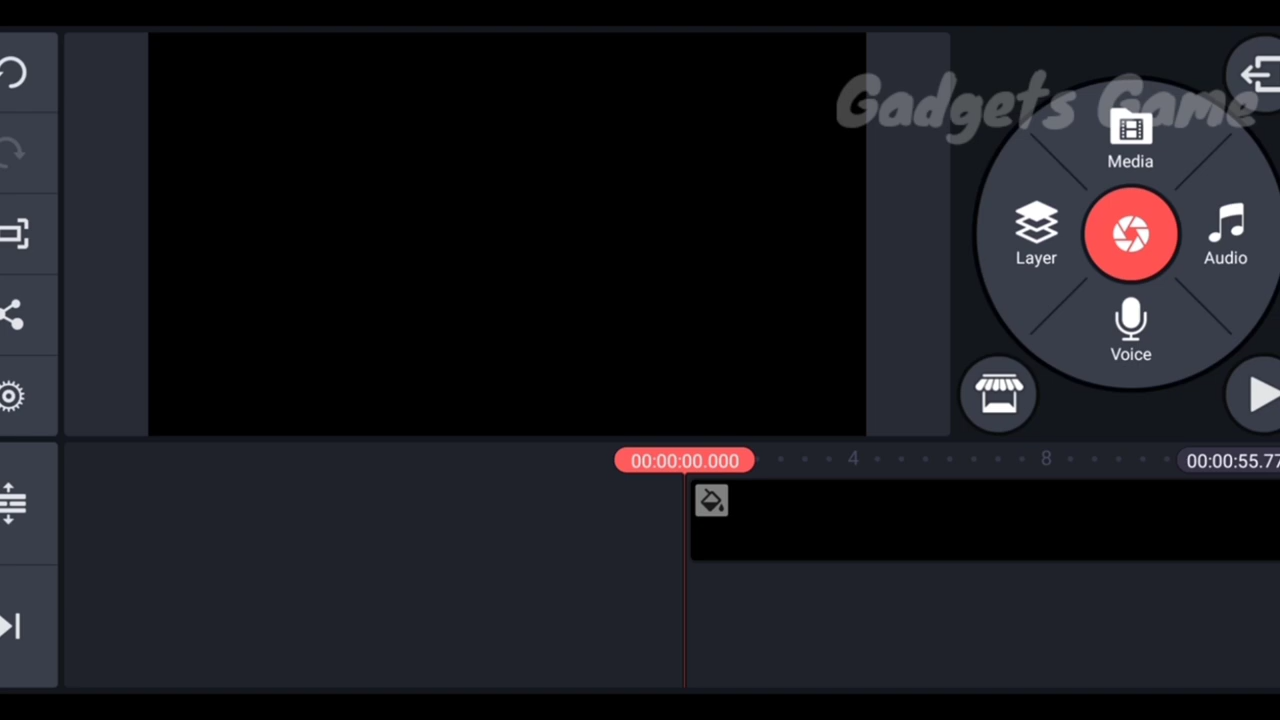 Gadgets Game
Media
Layer
Audio
Voice
00:00:00.000
4
8
00:00:55.77